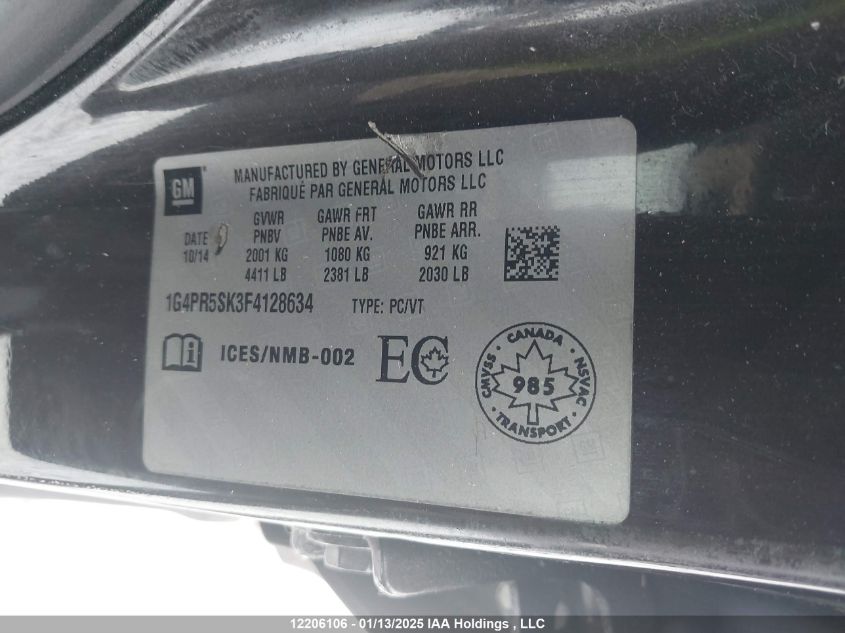 GM
MANUFACTURED BY GENERAL MOTORS LLC
FABRIQUÉ PAR GENERAL MOTORS LLC
DATE GVWR GAWR FRT GAWR RR
PNBV PNBE AV. PNBE ARR.
10/14 2001 KG 1080 KG 921 KG
4411 LB 2381 LB 2030 LB
1G4PR5SK3F4128634 TYPE: PC/VT
ICES/NMB-002 EC
CANADA
CMVSS 985 NSVAC
TRANSPORT
12206106 - 01/13/2025 IAA Holdings , LLC